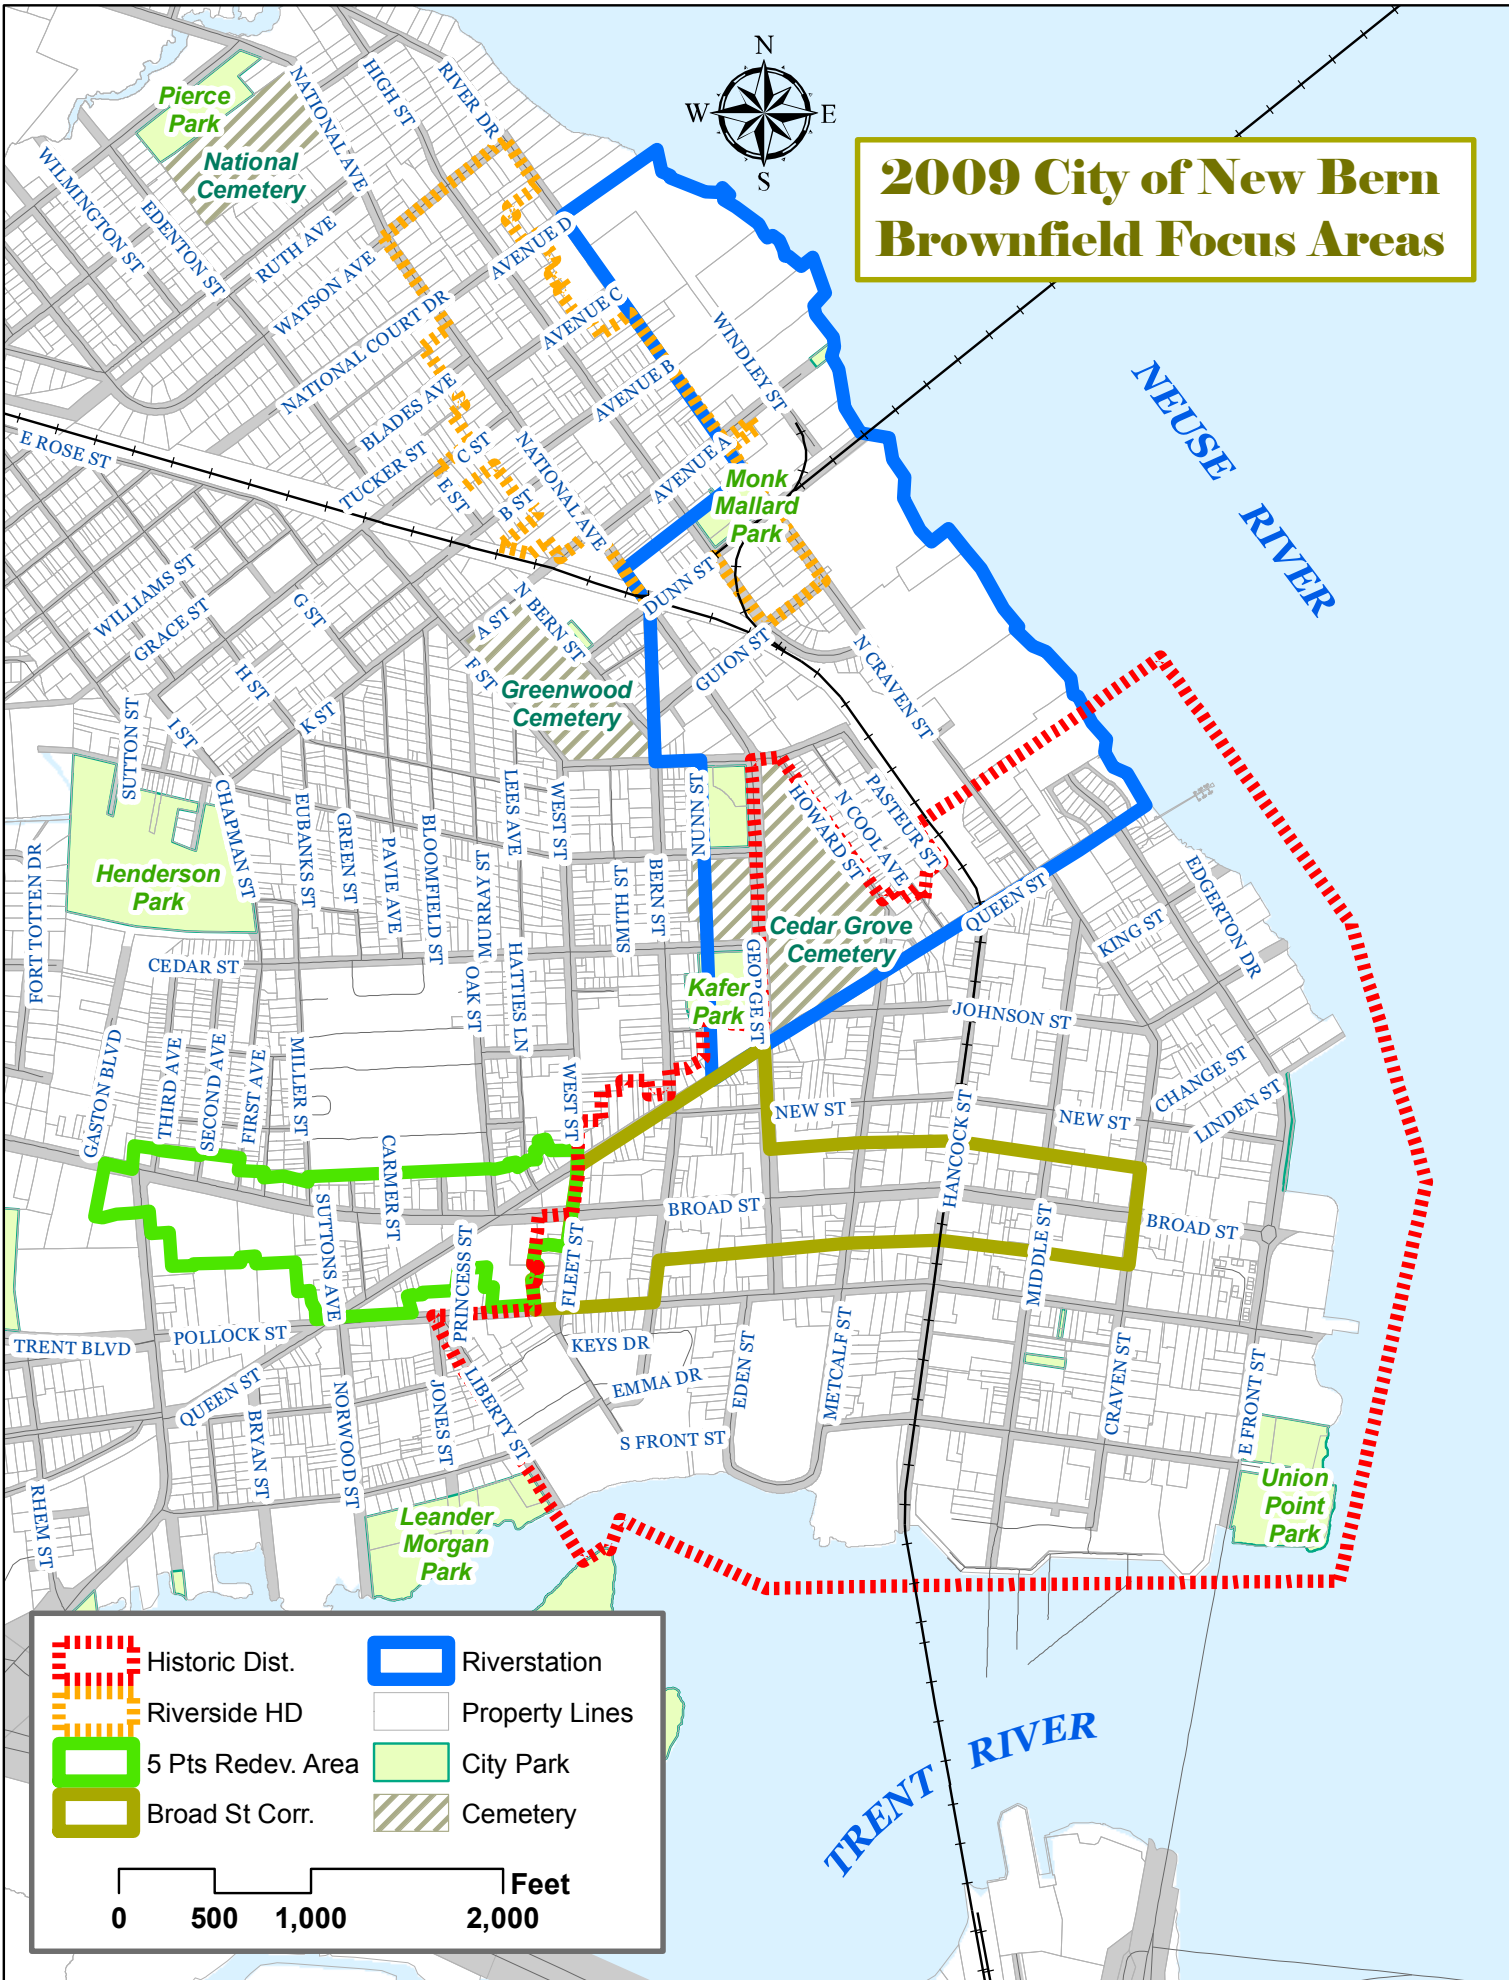 N
W
E
S
2009 City of New Bern
Brownfield Focus Areas
Pierce
Park
National
Cemetery
NATIONAL AVE
HIGH ST
RIVER DR
WILMINGTON ST
EDENTON ST
RUTH AVE
WATSON AVE
NATIONAL COURT DR
AVENUE D
AVENUE C
AVENUE B
AVENUE A
WINDLEY ST
BLADES AVE
TUCKER ST
C ST
E ST
B ST
NATIONAL AVE
E ROSE ST
Monk
Mallard
Park
NEUSE RIVER
WILLIAMS ST
GRACE ST
G ST
H ST
I ST
K ST
A ST
F ST
N BERN ST
DUNN ST
GUION ST
N CRAVEN ST
Greenwood
Cemetery
SUTTON ST
CHAPMAN ST
EUBANKS ST
GREEN ST
PAVIE AVE
BLOOMFIELD ST
MURRAY ST
LEES AVE
WEST ST
SMITH ST
BERN ST
NUNN ST
HOWARD ST
N COOL AVE
PASTEUR ST
Henderson
Park
FORT TOTTEN DR
CEDAR ST
OAK ST
HATTIES LN
Cedar Grove
Cemetery
GEORGE ST
Kafer
Park
QUEEN ST
KING ST
EDGERTON DR
JOHNSON ST
CHANGE ST
LINDEN ST
GASTON BLVD
THIRD AVE
SECOND AVE
FIRST AVE
MILLER ST
WEST ST
NEW ST
HANCOCK ST
NEW ST
CARMER ST
SUTTONS AVE
PRINCESS ST
FLEET ST
BROAD ST
MIDDLE ST
BROAD ST
TRENT BLVD
POLLOCK ST
QUEEN ST
KEYS DR
EMMA DR
EDEN ST
METCALF ST
CRAVEN ST
E FRONT ST
S FRONT ST
LIBERTY ST
JONES ST
NORWOOD ST
BRYAN ST
RHEM ST
Leander
Morgan
Park
Union
Point
Park
TRENT RIVER
Historic Dist.
Riverside HD
5 Pts Redev. Area
Broad St Corr.
Riverstation
Property Lines
City Park
Cemetery
Feet
0 500 1,000 2,000